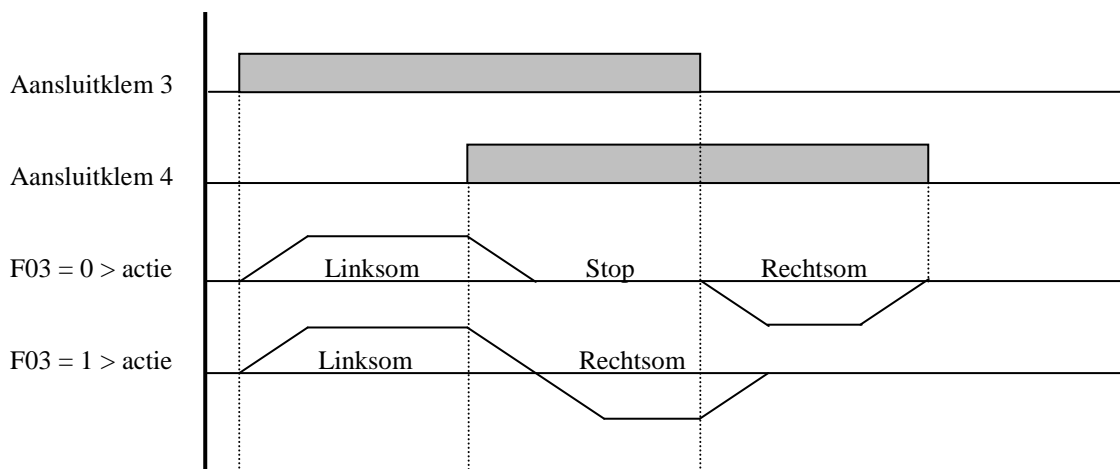 Aansluitklem 3
Aansluitklem 4
F03 = 0 > actie Linksom Stop Rechtsom
F03 = 1 > actie Linksom Rechtsom